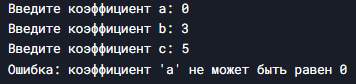 Введите коэффициент a: 0
Введите коэффициент b: 3
Введите коэффициент c: 5
Ошибка: коэффициент 'a' не может быть равен 0